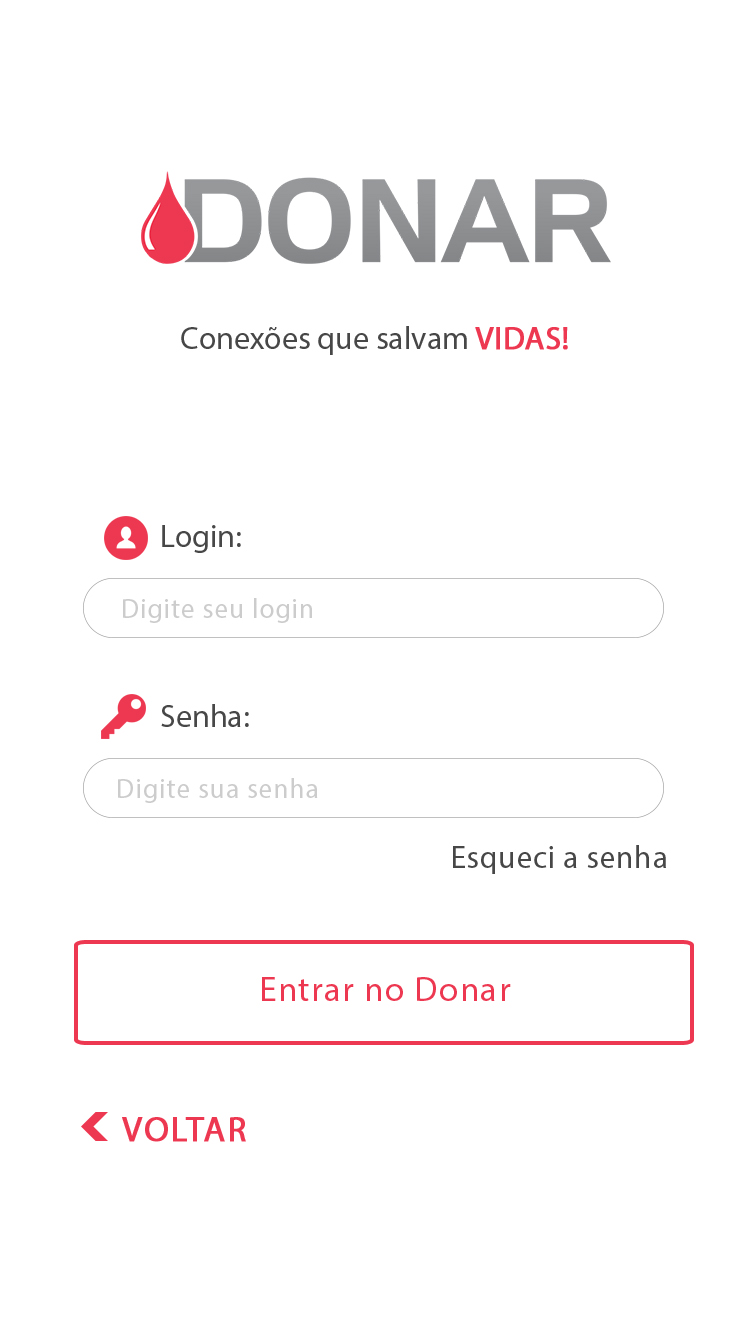 DONAR
Conexões que salvam VIDAS!
Login:
Digite seu login
Senha:
Digite sua senha
Esqueci a senha
Entrar no Donar
VOLTAR